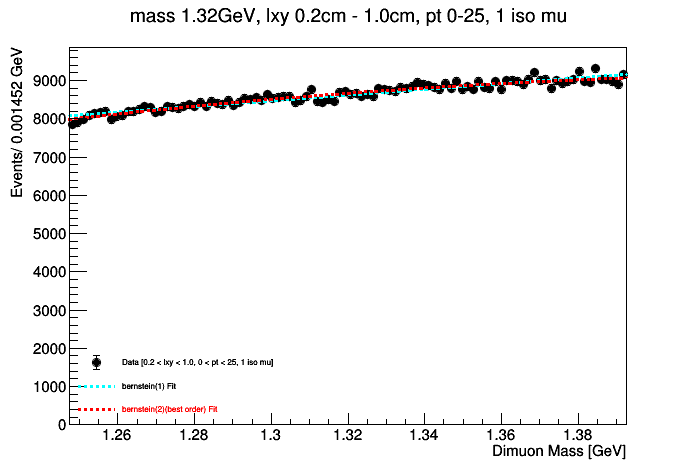 mass 1.32GeV, lxy 0.2cm - 1.0cm, pt 0-25, 1 iso mu
Events/ 0.001452 GeV
9000
8000
7000
6000
5000
4000
3000
2000
1000
0
Data [0.2 < lxy < 1.0, 0 < pt < 25, 1 iso mu]
bernstein(1) Fit
bernstein(2)(best order) Fit
1.26 1.28 1.3 1.32 1.34 1.36 1.38
Dimuon Mass [GeV]